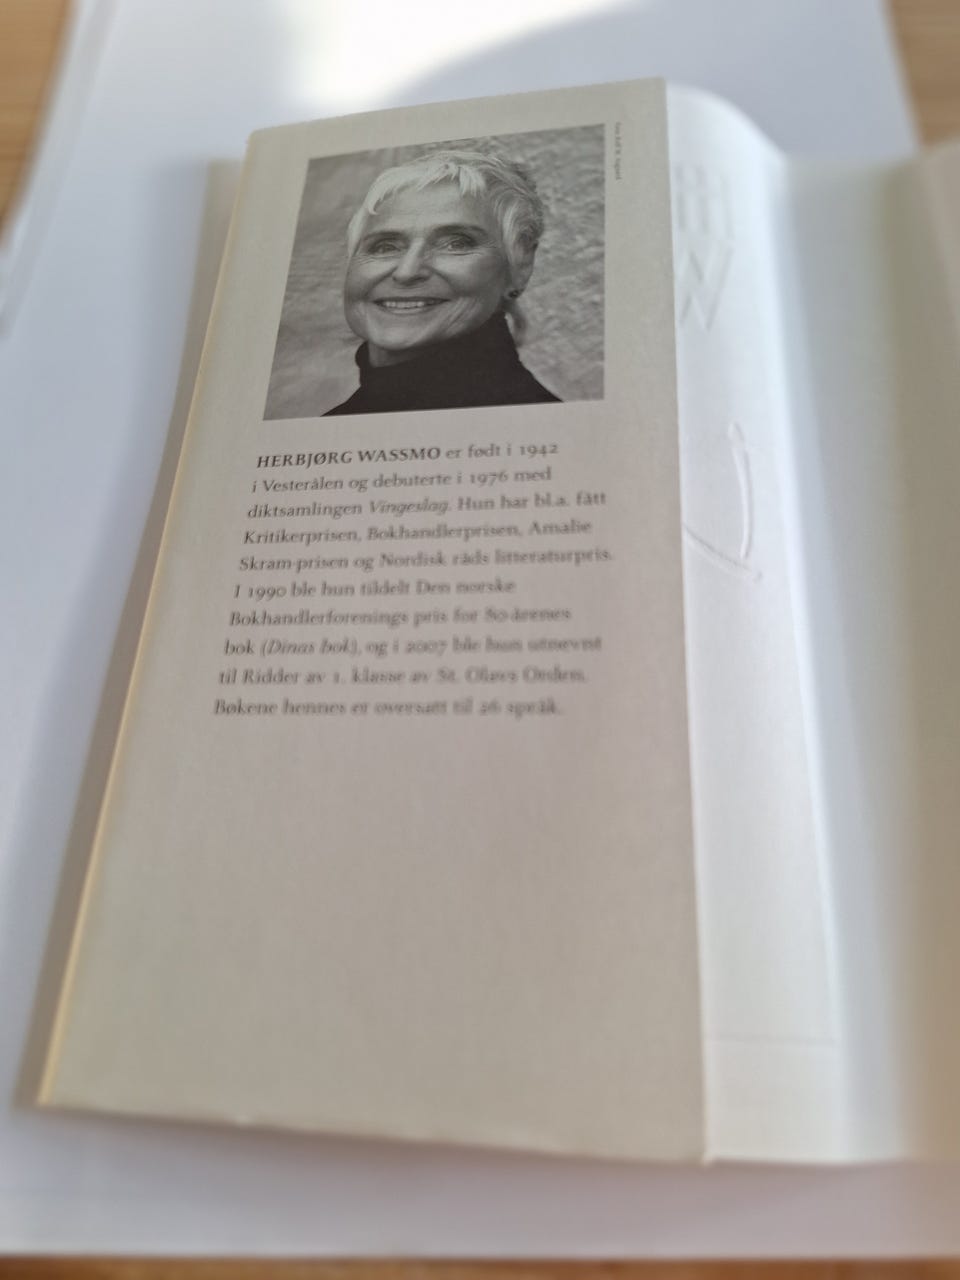 HERBJØRG WASSMO er født i 1942
i Vesterålen og debuterte i 1976 med
diktsamlingen Vingeslag. Hun har bl.a. fått
Kritikerprisen, Bokhandlerprisen, Amalie
Skram-prisen og Nordisk råds litteraturpris.
I 1990 ble hun tildelt Den norske
Bokhandlerforenings pris for 80-årenes
bok (Dinas bok), og i 2007 ble hun utnevnt
til Ridder av 1. klasse av St. Olavs Orden.
Bøkene hennes er oversatt til 26 språk.